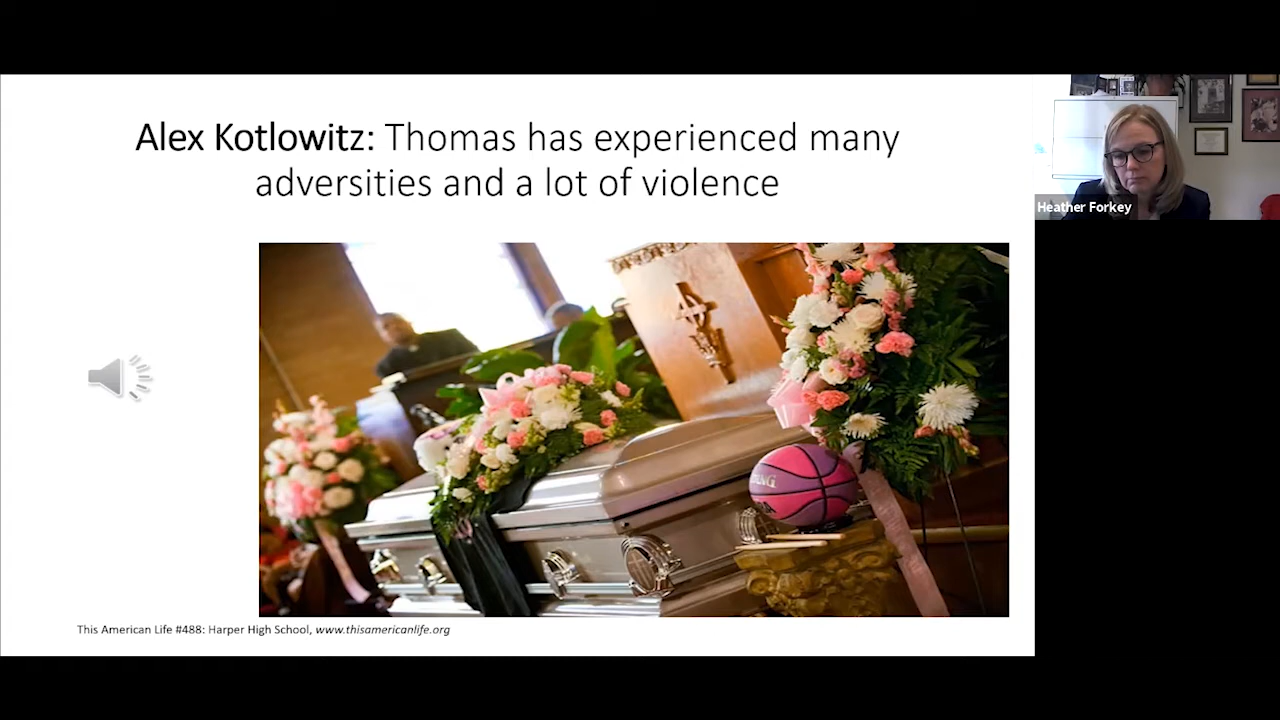 Alex Kotlowitz: Thomas has experienced many
adversities and a lot of violence
Heather Forkey
This American Life #488: Harper High School, www.thisamericanlife.org